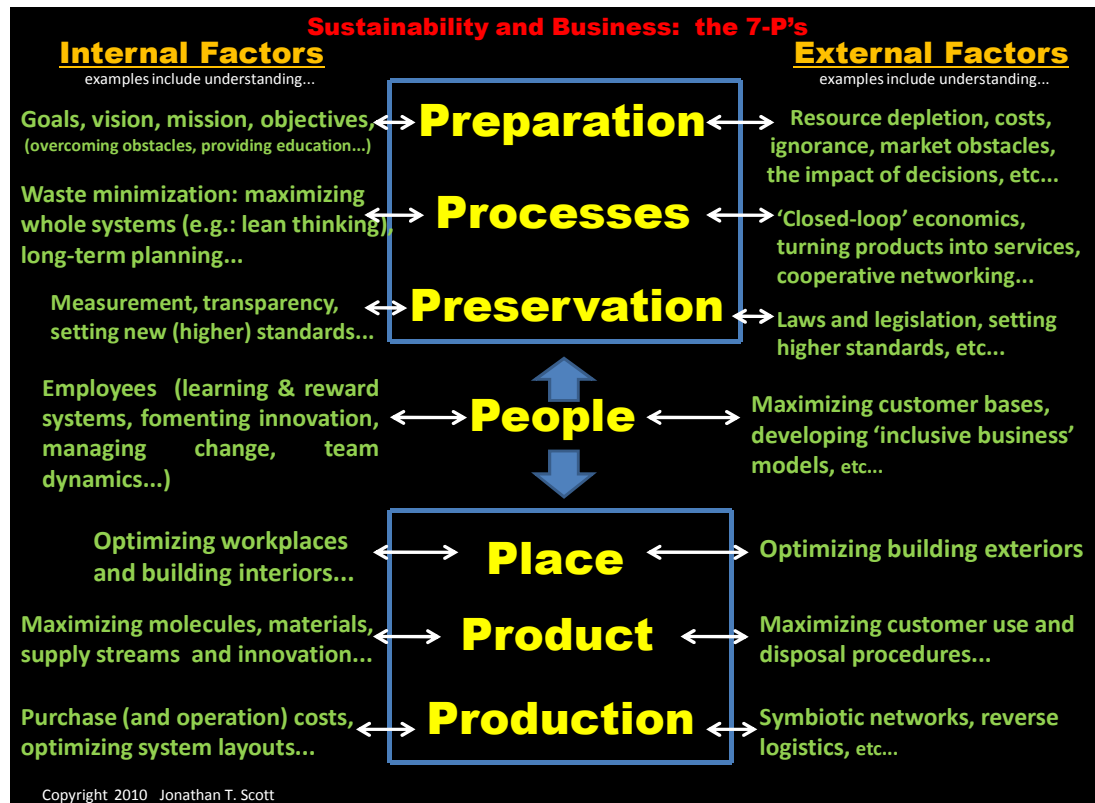 Sustainability and Business: the 7-P's
Internal Factors
examples include understanding...
External Factors
examples include understanding...
Goals, vision, mission, objectives,
(overcoming obstacles, providing education...)
Preparation
Resource depletion, costs,
ignorance, market obstacles,
the impact of decisions, etc...
Waste minimization: maximizing
whole systems (e.g.: lean thinking),
long-term planning...
Processes
‘Closed-loop’ economics,
turning products into services,
cooperative networking...
Measurement, transparency,
setting new (higher) standards...
Preservation
Laws and legislation, setting
higher standards, etc...
Employees (learning & reward
systems, fomenting innovation,
managing change, team
dynamics...)
People
Maximizing customer bases,
developing ‘inclusive business’
models, etc...
Optimizing workplaces
and building interiors...
Place
Optimizing building exteriors
Maximizing molecules, materials,
supply streams and innovation...
Product
Maximizing customer use and
disposal procedures...
Purchase (and operation) costs,
optimizing system layouts...
Production
Symbiotic networks, reverse
logistics, etc...
Copyright 2010 Jonathan T. Scott